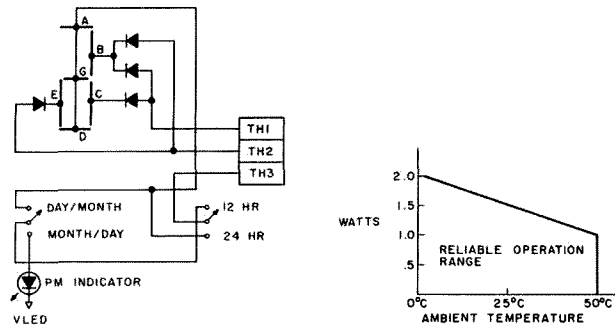 A
B
G
E
C
D
TH1
TH2
TH3
DAY/MONTH
MONTH/DAY
12 HR
24 HR
PM INDICATOR
VLED
WATTS
2.0
1.5
1.0
.5
RELIABLE OPERATION
RANGE
0°C
25°C
50°C
AMBIENT TEMPERATURE